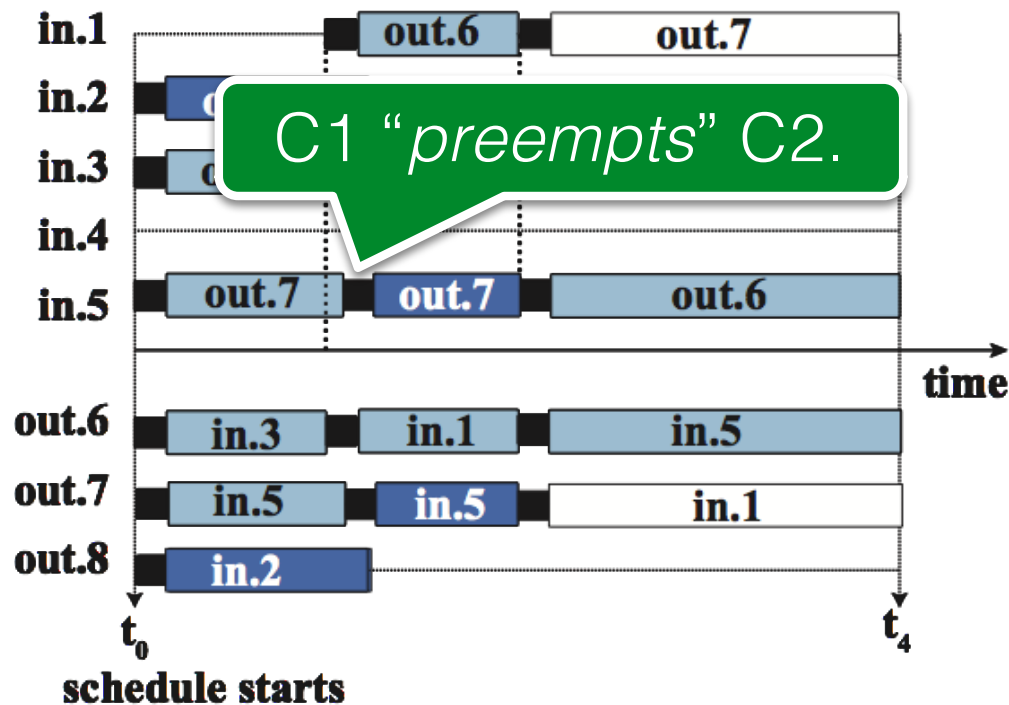 in.1 out.6 out.7
in.2
in.3
C1 “preempts” C2.
in.4
in.5 out.7 out.7 out.6
time
out.6 in.3 in.1 in.5
out.7 in.5 in.5 in.1
out.8 in.2
t0 t4
schedule starts